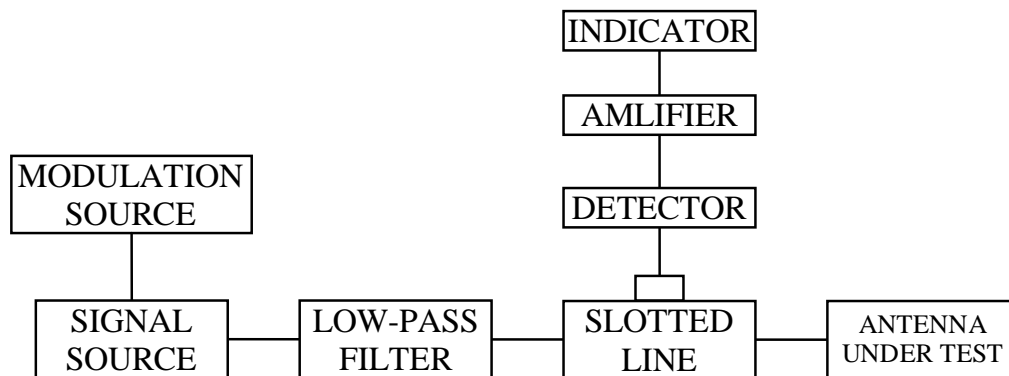 INDICATOR
AMLIFIER
MODULATION
SOURCE
DETECTOR
SIGNAL
SOURCE
LOW-PASS
FILTER
SLOTTED
LINE
ANTENNA
UNDER TEST